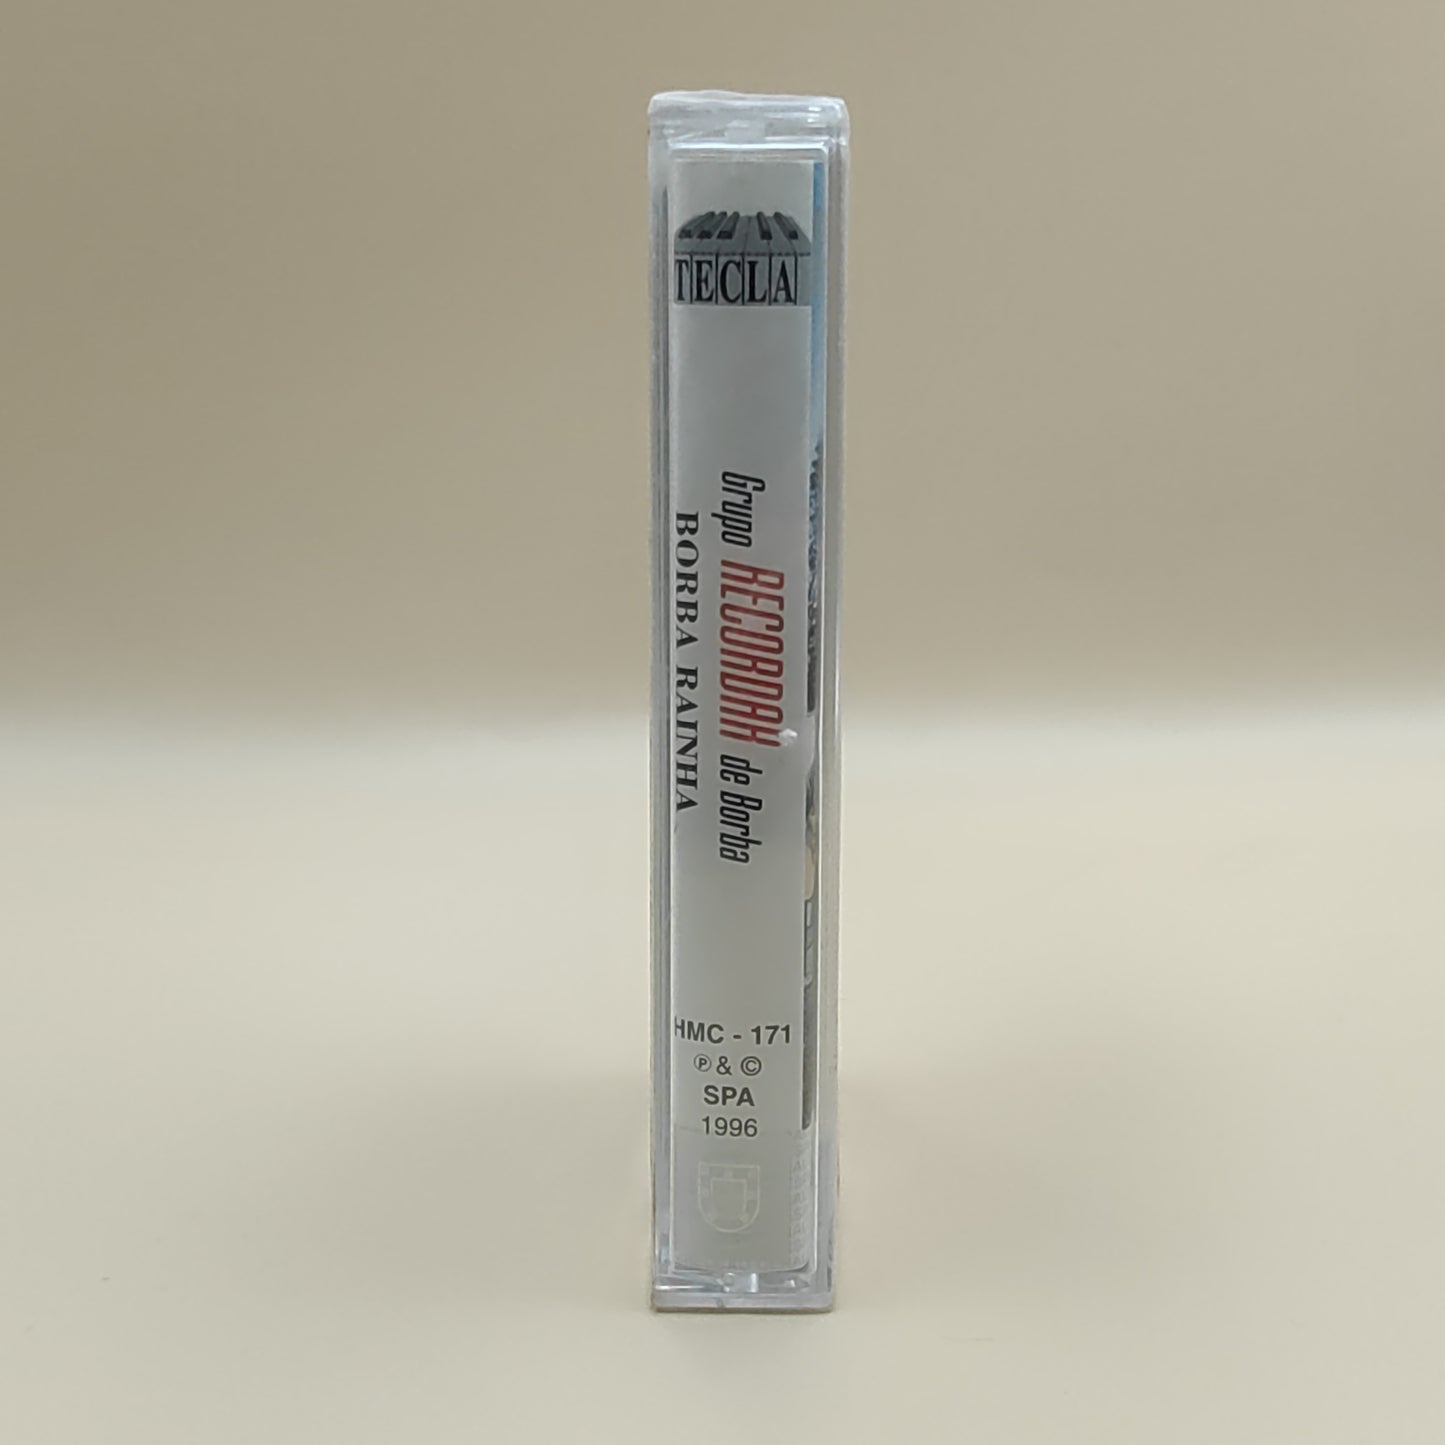 TECLA
Grupo RECORDAR de Borba
BORBA RAINHA
HMC - 171
℗ & ©
SPA
1996